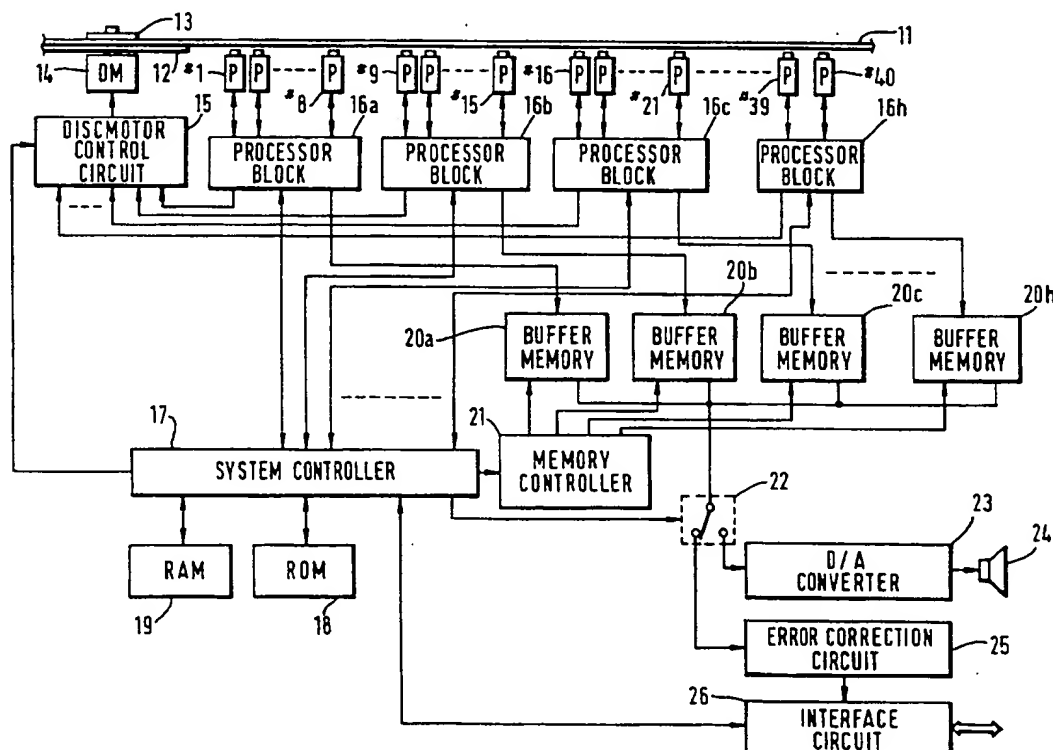 13
11
14
DM
12
#1 P P #8 P
#9 P P #15 P
#16 P P #21 P
#39 P P #40
15
16a
16b
16c
16h
DISCMOTOR
CONTROL
CIRCUIT
PROCESSOR
BLOCK
PROCESSOR
BLOCK
PROCESSOR
BLOCK
PROCESSOR
BLOCK
20a
20b
20c
20h
BUFFER
MEMORY
BUFFER
MEMORY
BUFFER
MEMORY
BUFFER
MEMORY
17
SYSTEM CONTROLLER
21
MEMORY
CONTROLLER
22
RAM
19
ROM
18
23
D/A
CONVERTER
24
ERROR CORRECTION
CIRCUIT
25
26
INTERFACE
CIRCUIT